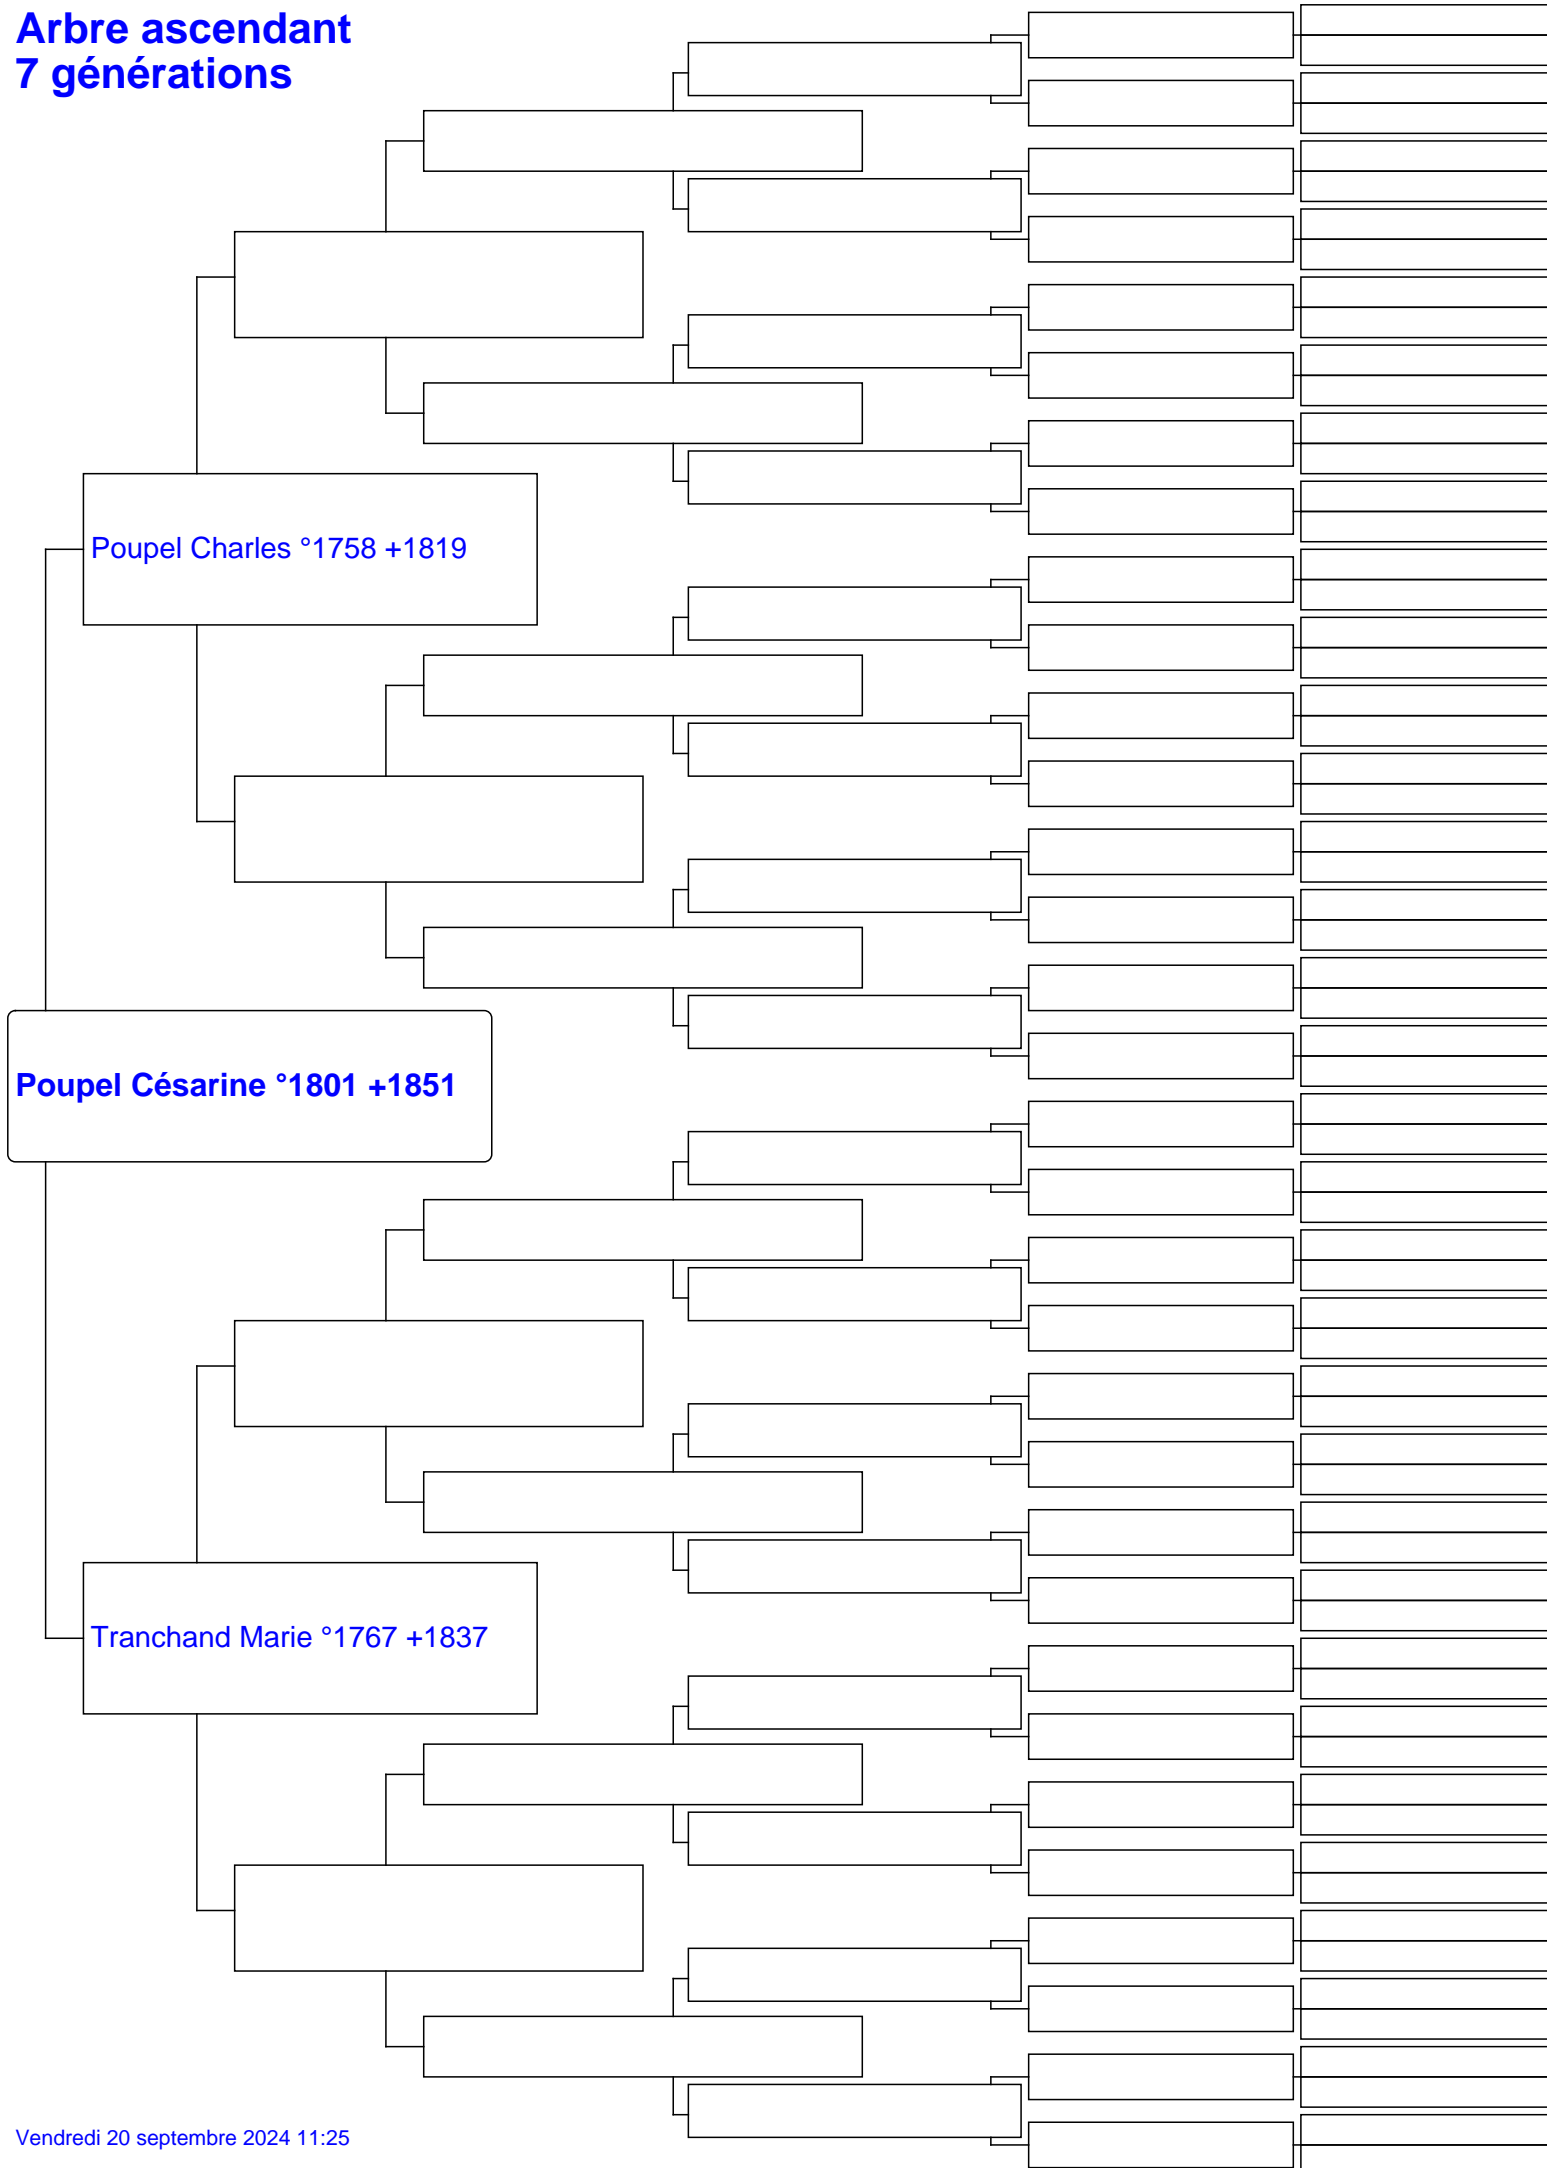 Arbre ascendant
7 générations
Poupel Charles °1758 +1819
Poupel Césarine °1801 +1851
Tranchand Marie °1767 +1837
Vendredi 20 septembre 2024 11:25